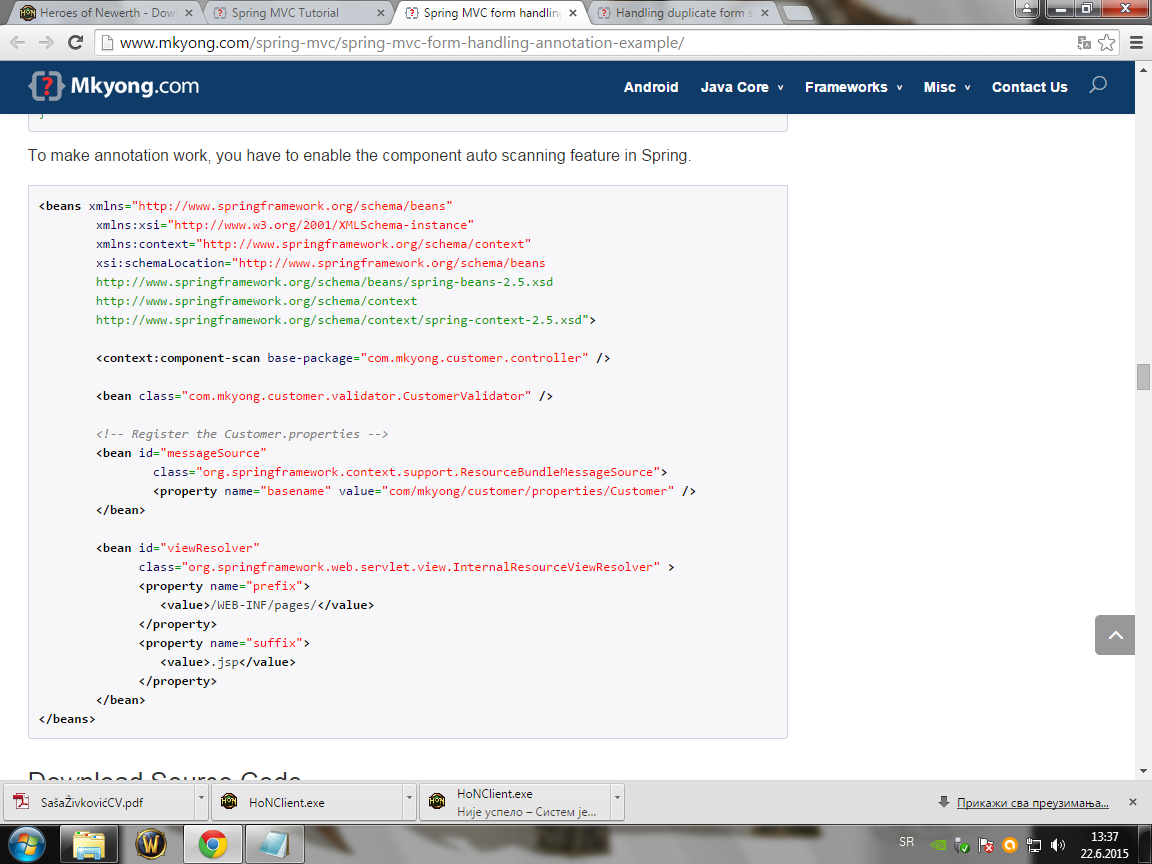 Heroes of Newerth - Dow
Spring MVC Tutorial
Spring MVC form handling
Handling duplicate form s
www.mkyong.com/spring-mvc/spring-mvc-form-handling-annotation-example/
Mkyong.com
Android
Java Core
Frameworks
Misc
Contact Us
}
To make annotation work, you have to enable the component auto scanning feature in Spring.
<beans xmlns="http://www.springframework.org/schema/beans"
xmlns:xsi="http://www.w3.org/2001/XMLSchema-instance"
xmlns:context="http://www.springframework.org/schema/context"
xsi:schemaLocation="http://www.springframework.org/schema/beans
http://www.springframework.org/schema/beans/spring-beans-2.5.xsd
http://www.springframework.org/schema/context
http://www.springframework.org/schema/context/spring-context-2.5.xsd">
<context:component-scan base-package="com.mkyong.customer.controller" />
<bean class="com.mkyong.customer.validator.CustomerValidator" />
<!-- Register the Customer.properties -->
<bean id="messageSource"
class="org.springframework.context.support.ResourceBundleMessageSource">
<property name="basename" value="com/mkyong/customer/properties/Customer" />
</bean>
<bean id="viewResolver"
class="org.springframework.web.servlet.view.InternalResourceViewResolver" >
<property name="prefix">
<value>/WEB-INF/pages/</value>
</property>
<property name="suffix">
<value>.jsp</value>
</property>
</bean>
</beans>
Download Source Code
SašaŽivkovićCV.pdf
HoNClient.exe
HoNClient.exe
Није успело – Систем је...
Прикажи сва преузимања...
SR
13:37
22.6.2015